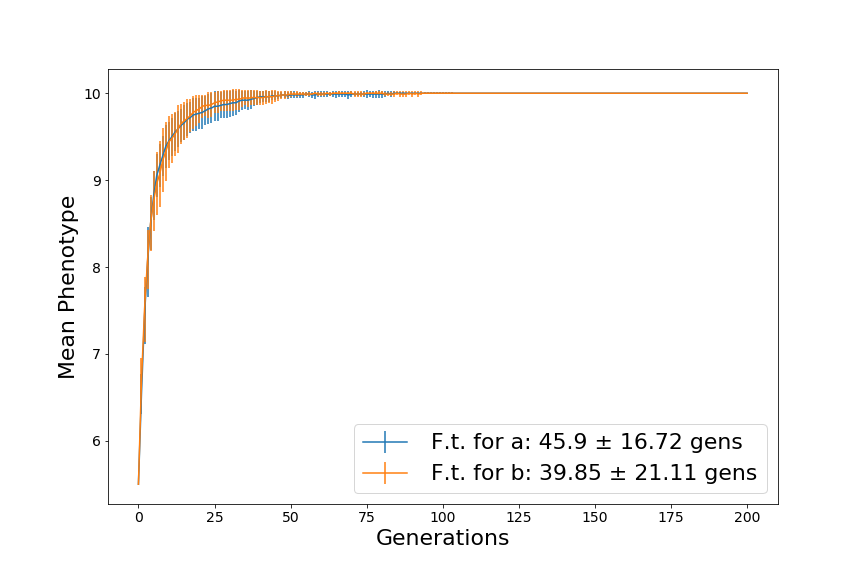 10
9
8
7
6
Mean Phenotype
F.t. for a: 45.9 ± 16.72 gens
F.t. for b: 39.85 ± 21.11 gens
0 25 50 75 100 125 150 175 200
Generations